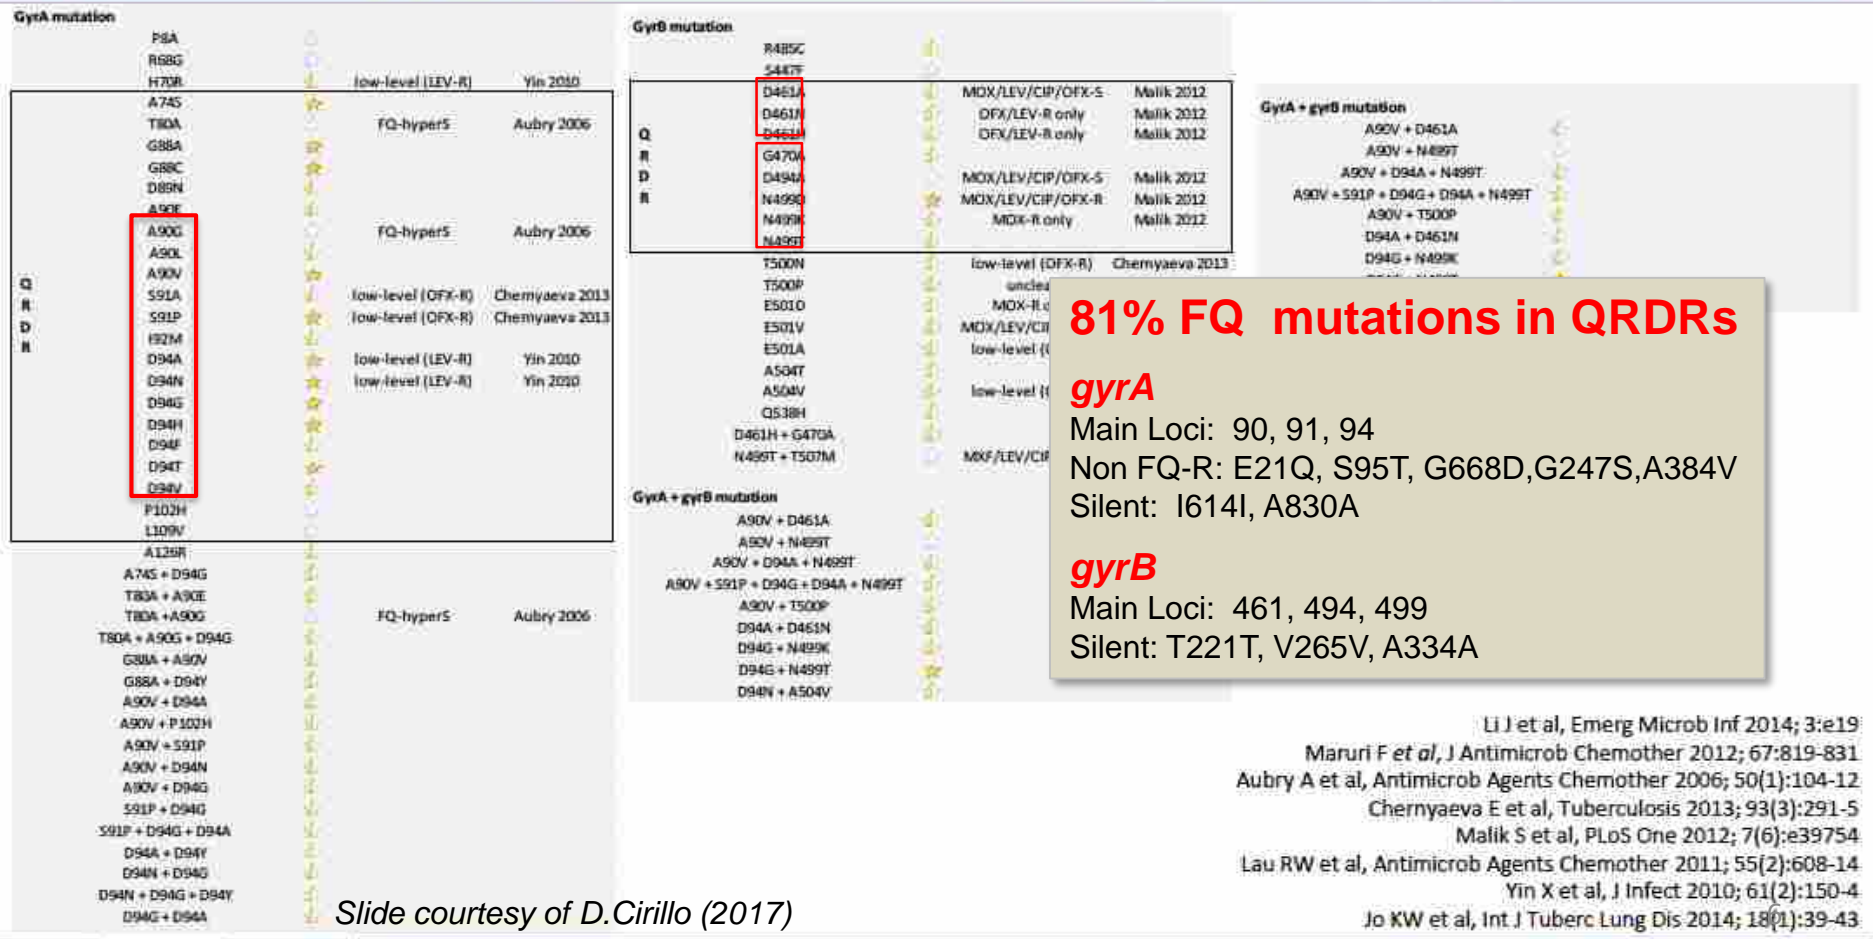 GyrA mutation
P8A
R68G
H70R low-level (LEV-R) Yin 2010
A74S
T80A FQ-hyperS Aubry 2006
G88A
G88C
D89N
A90E
A90G FQ-hyperS Aubry 2006
A90L
A90V
S91A low-level (OFX-R) Chernyaeva 2013
S91P low-level (OFX-R) Chernyaeva 2013
I92M
D94A low-level (LEV-R) Yin 2010
D94N low-level (LEV-R) Yin 2010
D94G
D94H
D94F
D94T
D94V
P102H
L109V
A126R
Q
R
D
R
A74S + D94G
T80A + A90E
T80A +A90G FQ-hyperS Aubry 2006
T80A + A90G + D94G
G88A + A90V
G88A + D94Y
A90V + D94A
A90V + P102H
A90V + S91P
A90V + D94N
A90V + D94G
S91P + D94G
S91P + D94G + D94A
D94A + D94Y
D94N + D94G
D94N + D94G + D94Y
D94G + D94A
GyrB mutation
R485C
S447F
D461A MOX/LEV/CIP/OFX-S Malik 2012
D461N OFX/LEV-R only Malik 2012
D461H OFX/LEV-R only Malik 2012
G470A
D494A MOX/LEV/CIP/OFX-S Malik 2012
N499D MOX/LEV/CIP/OFX-R Malik 2012
N499K MOX-R only Malik 2012
N499T
Q
R
D
R
T500N low-level (OFX-R) Chernyaeva 2013
T500P unclea
E501D MOX-R o
E501V MOX/LEV/CIP
E501A low-level (
A504T
A504V low-level (
Q538H
D461H + G470A
N499T + T507M MXF/LEV/CIP
GyrA + gyrB mutation
A90V + D461A
A90V + N499T
A90V + D94A + N499T
A90V + S91P + D94G + D94A + N499T
A90V + T500P
D94A + D461N
D94G + N499K
D94G + N499T
D94N + A504V
GyrA + gyrB mutation
A90V + D461A
A90V + N499T
A90V + D94A + N499T
A90V + S91P + D94G + D94A + N499T
A90V + T500P
D94A + D461N
D94G + N499K
81% FQ mutations in QRDRs
gyrA
Main Loci: 90, 91, 94
Non FQ-R: E21Q, S95T, G668D,G247S,A384V
Silent: I614I, A830A
gyrB
Main Loci: 461, 494, 499
Silent: T221T, V265V, A334A
Li J et al, Emerg Microb Inf 2014; 3:e19
Maruri F et al, J Antimicrob Chemother 2012; 67:819-831
Aubry A et al, Antimicrob Agents Chemother 2006; 50(1):104-12
Chernyaeva E et al, Tuberculosis 2013; 93(3):291-5
Malik S et al, PLoS One 2012; 7(6):e39754
Lau RW et al, Antimicrob Agents Chemother 2011; 55(2):608-14
Yin X et al, J Infect 2010; 61(2):150-4
Jo KW et al, Int J Tuberc Lung Dis 2014; 18(1):39-43
Slide courtesy of D.Cirillo (2017)